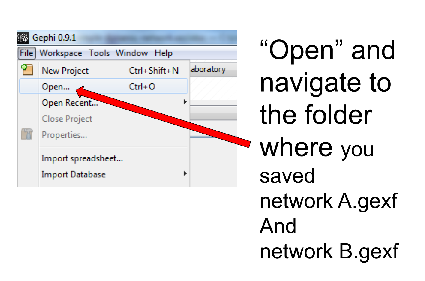 Gephi 0.9.1
File Workspace Tools Window Help
New Project Ctrl+Shift+N
aboratory
Open... Ctrl+O
Open Recent...
Close Project
Properties...
Import spreadsheet...
Import Database
“Open” and
navigate to
the folder
where you
saved
network A.gexf
And
network B.gexf